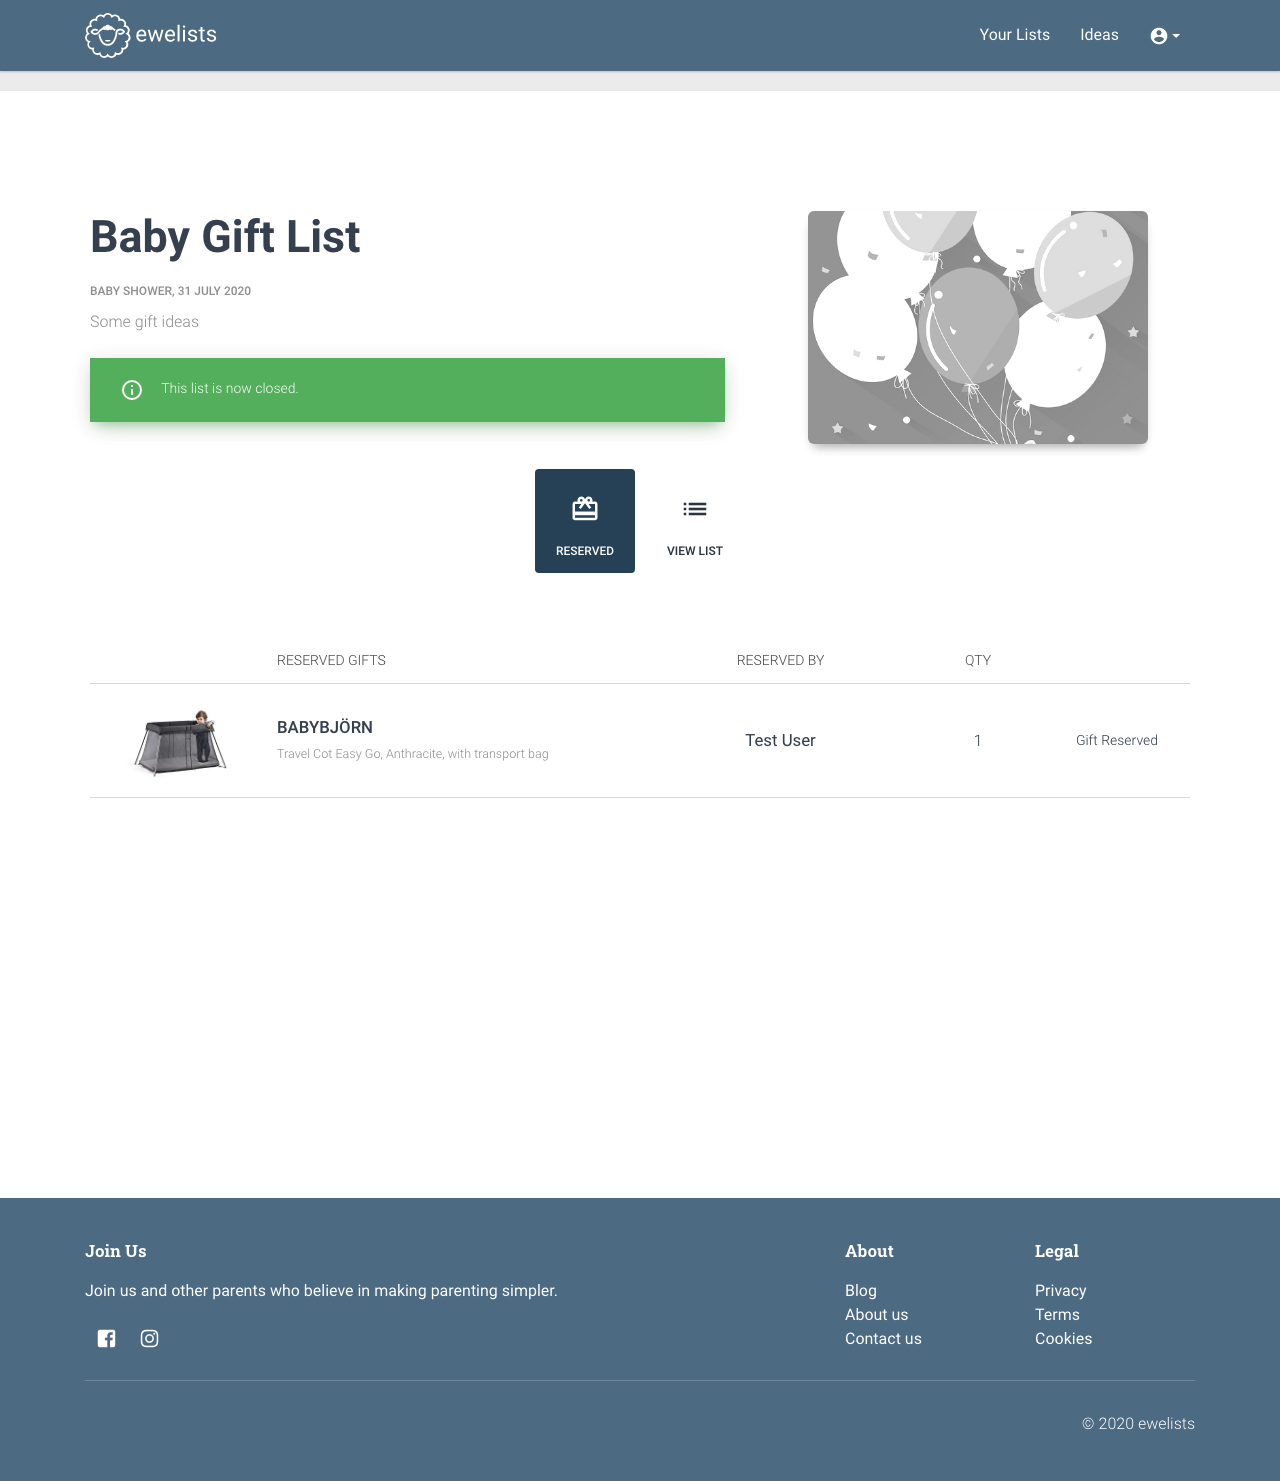 ewelists
Your Lists
Ideas
Baby Gift List
BABY SHOWER, 31 JULY 2020
Some gift ideas
This list is now closed.
RESERVED
VIEW LIST
RESERVED GIFTS
RESERVED BY
QTY
BABYBJÖRN
Travel Cot Easy Go, Anthracite, with transport bag
Test User
1
Gift Reserved
Join Us
Join us and other parents who believe in making parenting simpler.
About
Blog
About us
Contact us
Legal
Privacy
Terms
Cookies
© 2020 ewelists